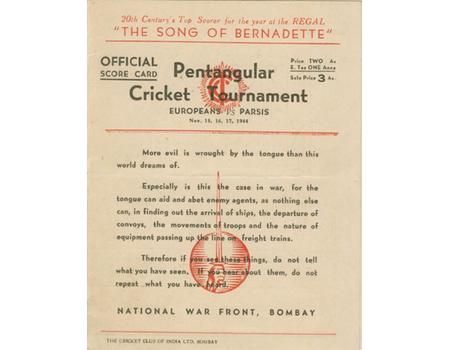 20th Century's Top Scorer for the year at the REGAL
"THE SONG OF BERNADETTE"
OFFICIAL
SCORE CARD
Pentangular
Cricket Tournament
EUROPEANS vs PARSIS
Nov. 15, 16, 17, 1944
Price TWO As
E. Tax ONE Anna
Sale Price 3 As.
More evil is wrought by the tongue than this
world dreams of.
Especially is this the case in war, for the
tongue can aid and abet enemy agents, as nothing else
can, in finding out the arrival of ships, the departure of
convoys, the movements of troops and the nature of
equipment passing up the line on freight trains.
Therefore if you see these things, do not tell
what you have seen. If you hear about them, do not
repeat what you have heard.
NATIONAL WAR FRONT, BOMBAY
THE CRICKET CLUB OF INDIA LTD. BOMBAY